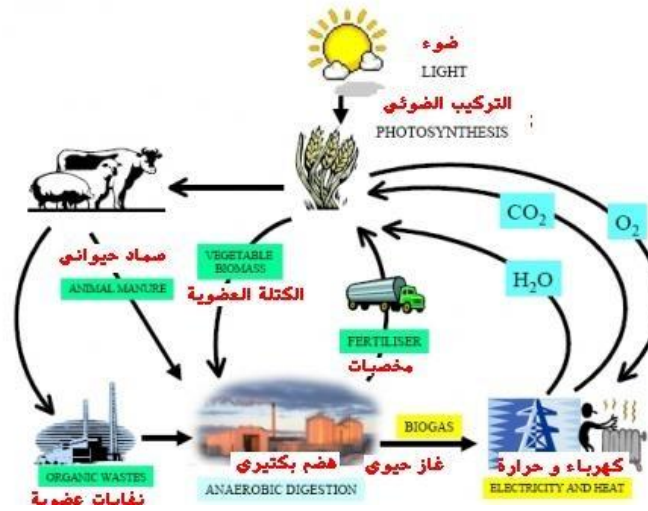 ضوء
LIGHT
التركيب الضوئي
:
PHOTOSYNTHESIS
CO2
O2
H2O
صماد حيواني
ANIMAL MANURE
VEGETABLE
BIOMASS
الكتلة العضوية
FERTILISER
مخصبات
BIOGAS
غاز حيوي
هضم بكتيري
ANAEROBIC DIGESTION
كهرباء و حرارة
ELECTRICITY AND HEAT
ORGANIC WASTES
نفايات عضوية